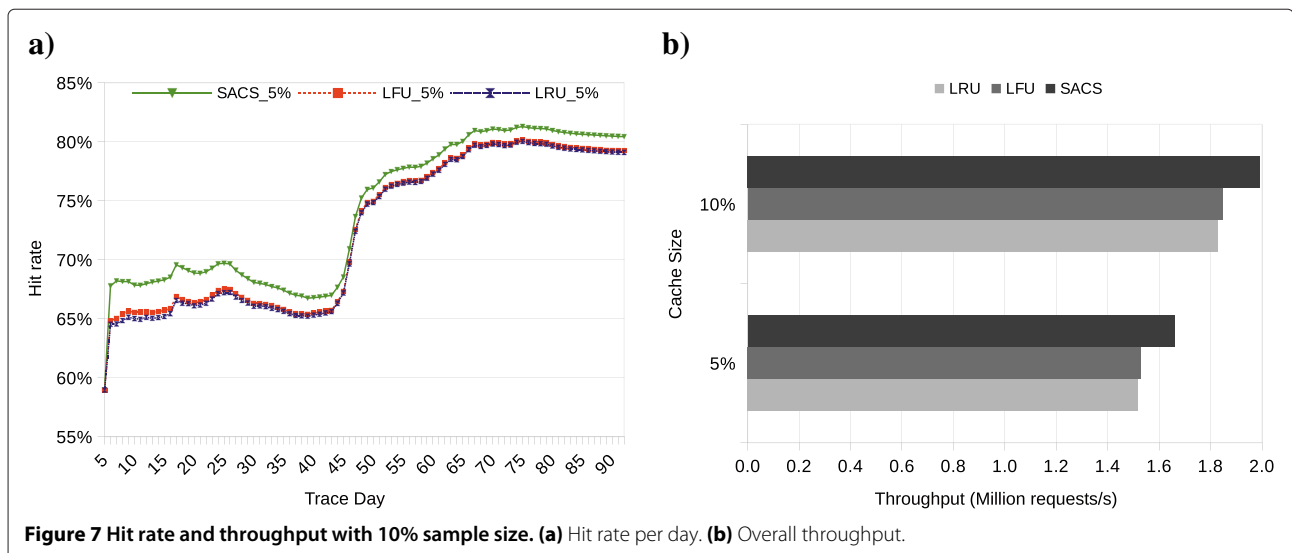 a)
85%
80%
75%
70%
65%
60%
55%
Hit rate
SACS_5% LFU_5% LRU_5%
5 10 15 20 25 30 35 40 45 50 55 60 65 70 75 80 85 90
Trace Day
b)
LRU LFU SACS
Cache Size
10%
5%
0.0 0.2 0.4 0.6 0.8 1.0 1.2 1.4 1.6 1.8 2.0
Throughput (Million requests/s)
Figure 7 Hit rate and throughput with 10% sample size. (a) Hit rate per day. (b) Overall throughput.